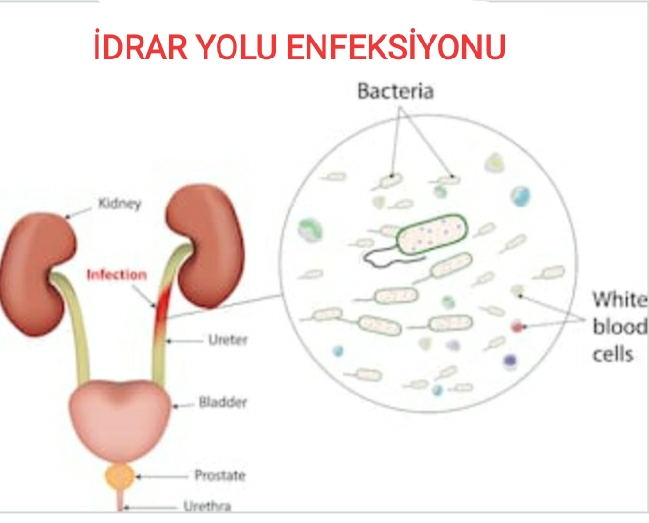 İDRAR YOLU ENFEKSİYONU
Bacteria
Kidney
Infection
White
blood
cells
Ureter
Bladder
Prostate
Urethra